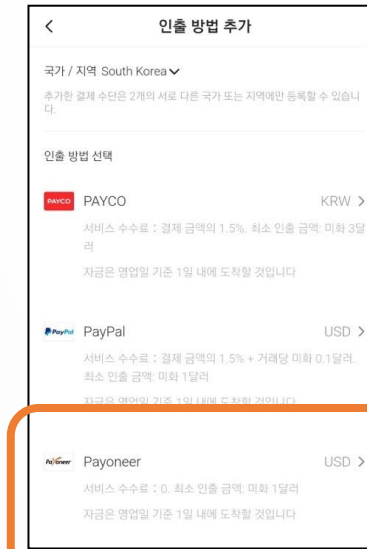 인출 방법 추가
국가 / 지역 South Korea
추가한 결제 수단은 2개의 서로 다른 국가 또는 지역에만 등록할 수 있습니
다.
인출 방법 선택
PAYCO PAYCO KRW >
서비스 수수료 : 결제 금액의 1.5%. 최소 인출 금액: 미화 3달
러
자금은 영업일 기준 1일 내에 도착할 것입니다
PayPal PayPal USD >
서비스 수수료 : 결제 금액의 1.5% + 거래당 미화 0.1달러.
최소 인출 금액: 미화 1달러
자금은 영업일 기준 1일 내에 도착할 것입니다
Payoneer Payoneer USD >
서비스 수수료 : 0. 최소 인출 금액: 미화 1달러
자금은 영업일 기준 1일 내에 도착할 것입니다